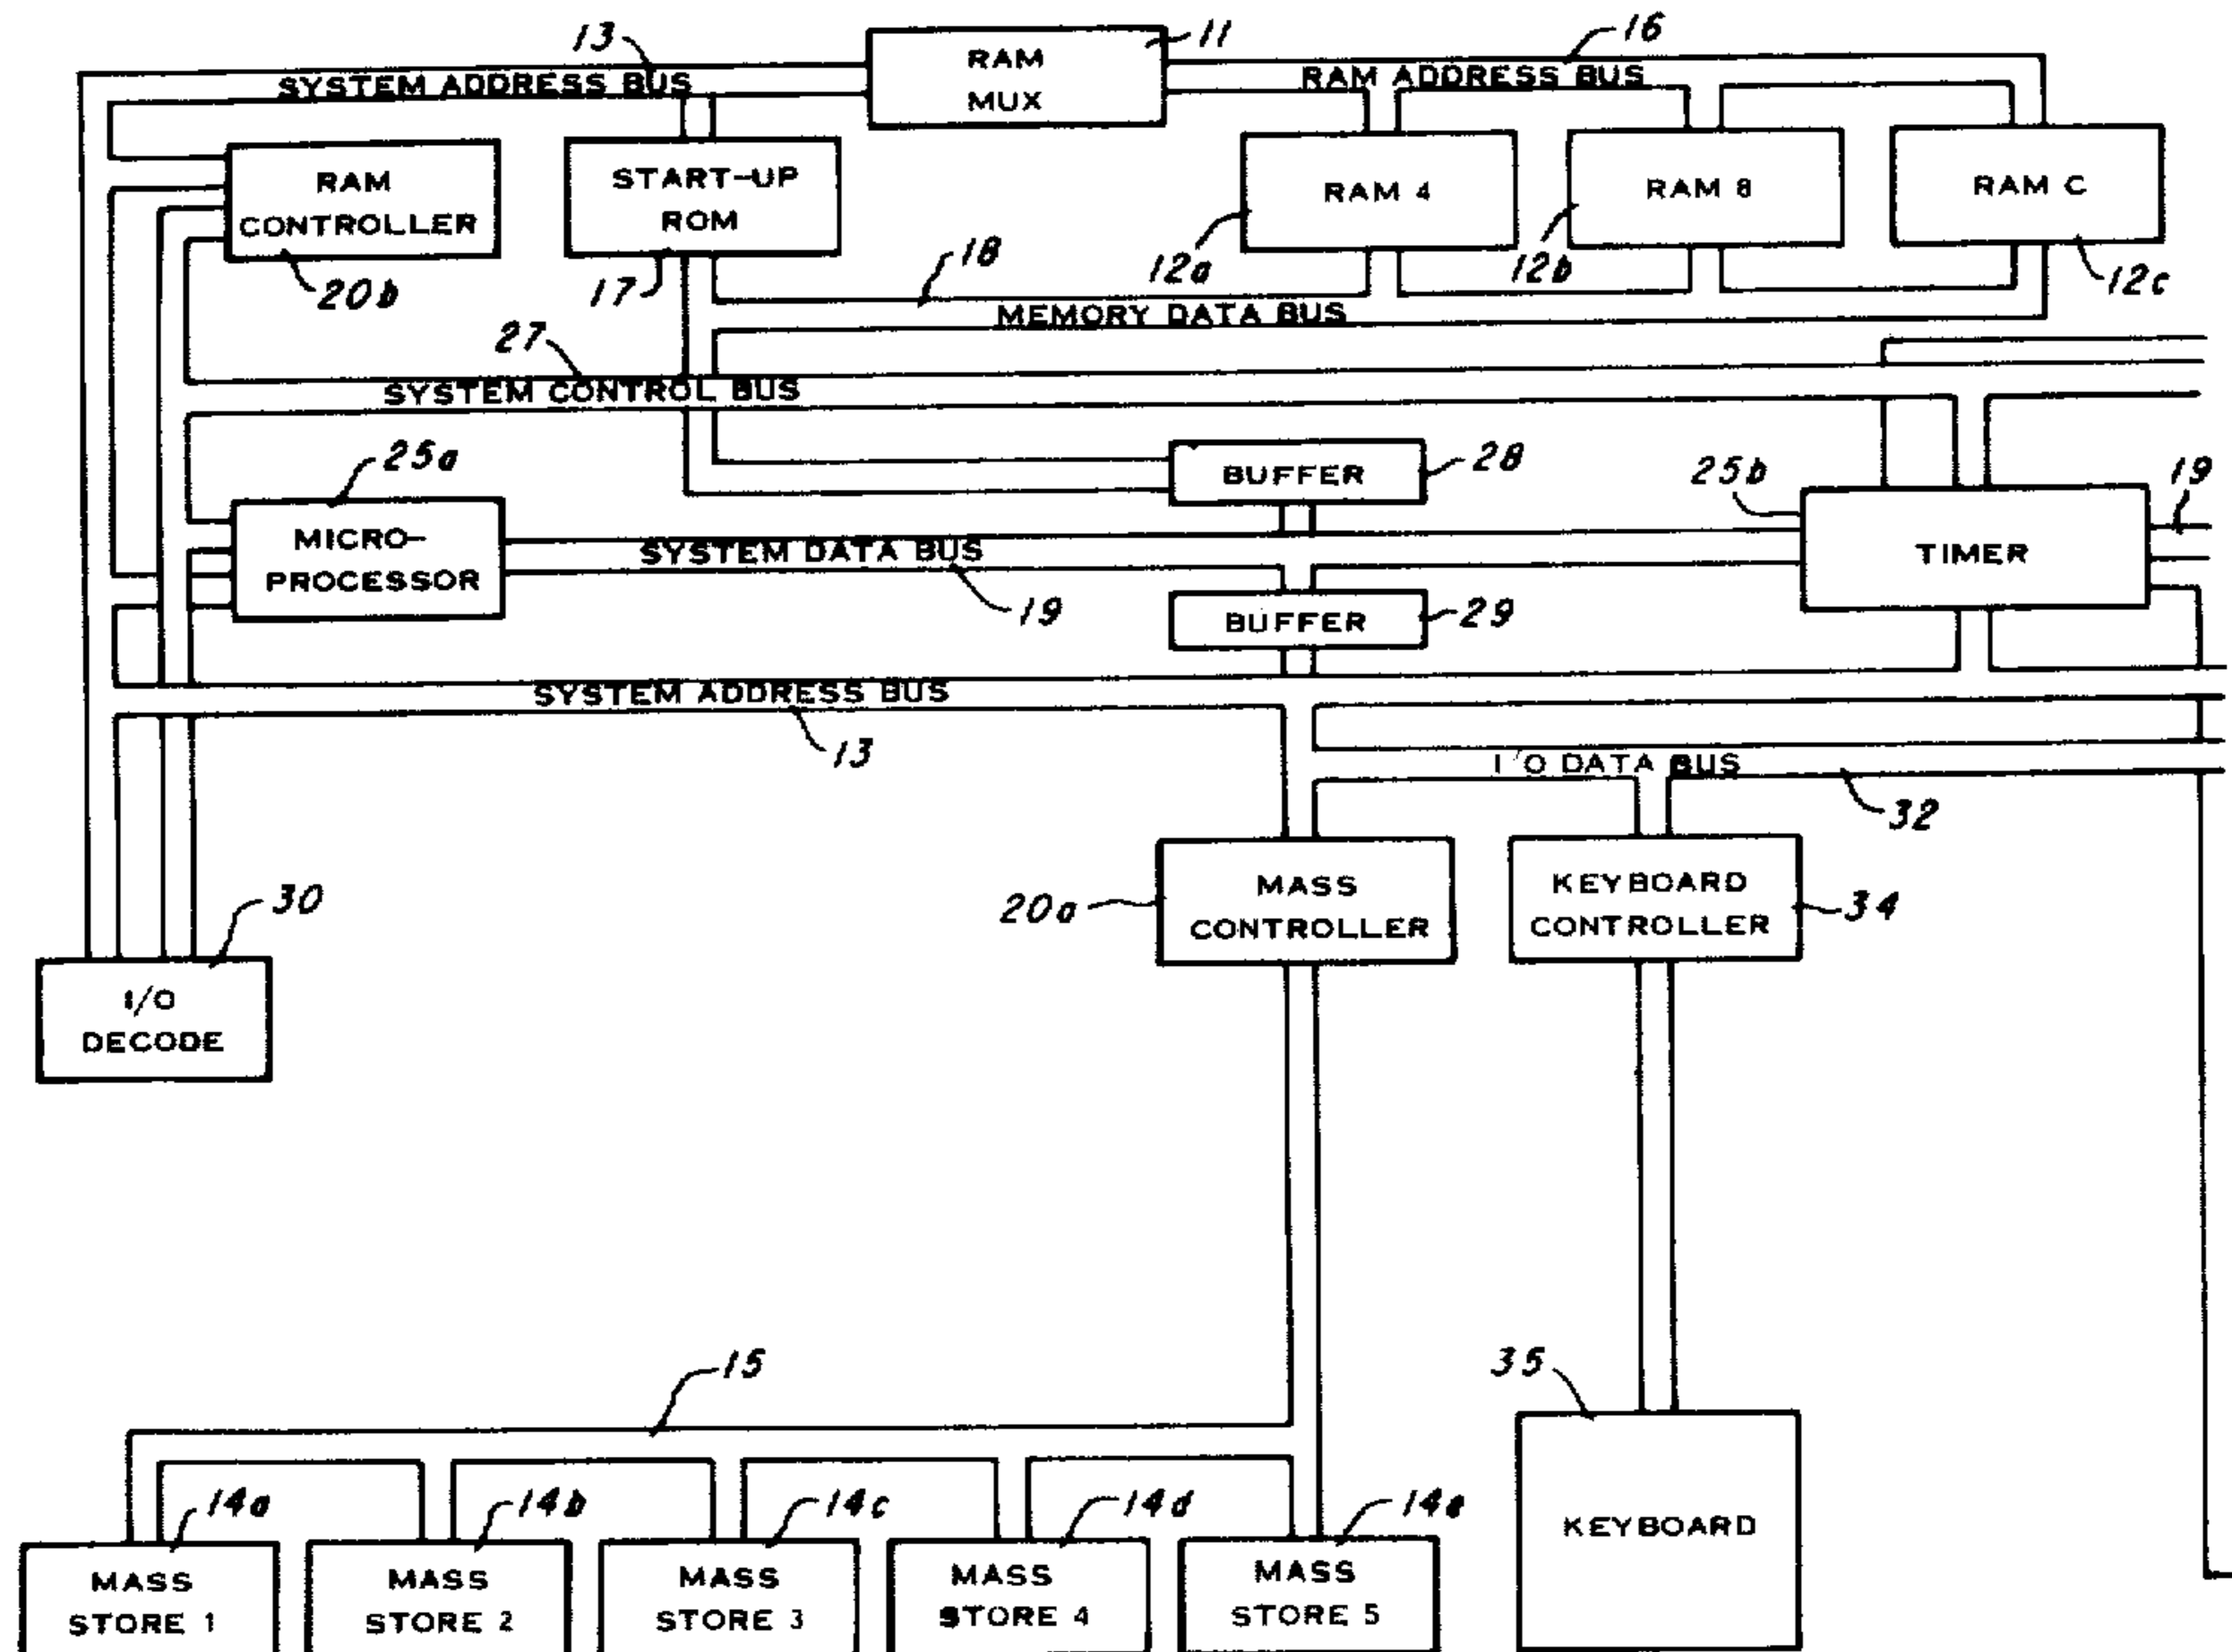 13
11
16
RAM
MUX
SYSTEM ADDRESS BUS
RAM ADDRESS BUS
RAM
CONTROLLER
START-UP
ROM
RAM 4
RAM 8
RAM C
20b
17
18
12a
12b
12c
MEMORY DATA BUS
27
SYSTEM CONTROL BUS
25a
BUFFER
28
25b
19
MICRO-
PROCESSOR
SYSTEM DATA BUS
TIMER
19
BUFFER
29
SYSTEM ADDRESS BUS
13
I/O DATA BUS
32
30
20a
MASS
CONTROLLER
KEYBOARD
CONTROLLER
34
I/O
DECODE
15
35
14a
14b
14c
14d
14e
KEYBOARD
MASS
STORE 1
MASS
STORE 2
MASS
STORE 3
MASS
STORE 4
MASS
STORE 5